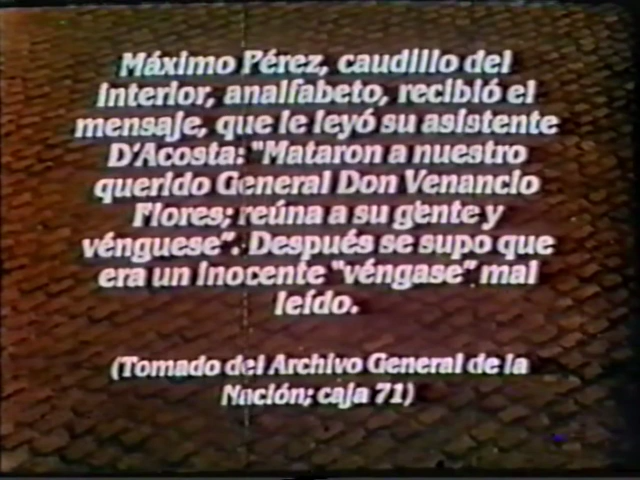 Máximo Pérez, caudillo del
interior, analfabeto, recibió el
mensaje, que le leyó su asistente
D'Acosta: "Mataron a nuestro
querido General Don Venancio
Flores; reúna a su gente y
vénguese". Después se supo que
era un inocente "véngase" mal
leído.
(Tomado del Archivo General de la
Nación; caja 71)